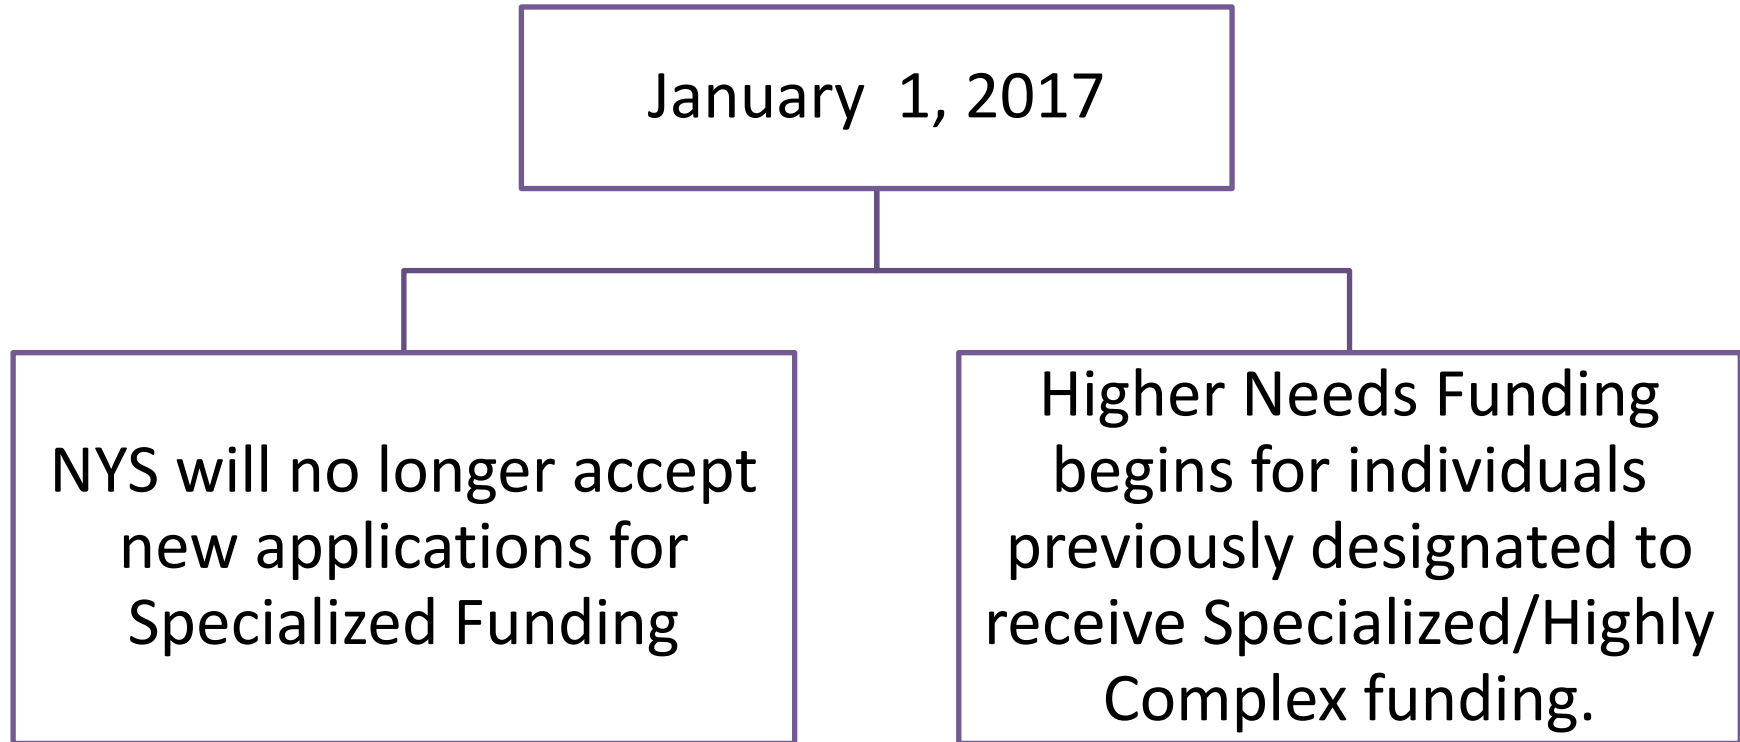 January  1, 2017
NYS will no longer accept
new applications for
Specialized Funding
Higher Needs Funding
begins for individuals
previously designated to
receive Specialized/Highly
Complex funding.